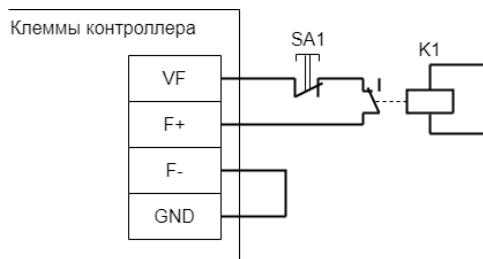 Клеммы контроллера
SA1
K1
VF
F+
F-
GND